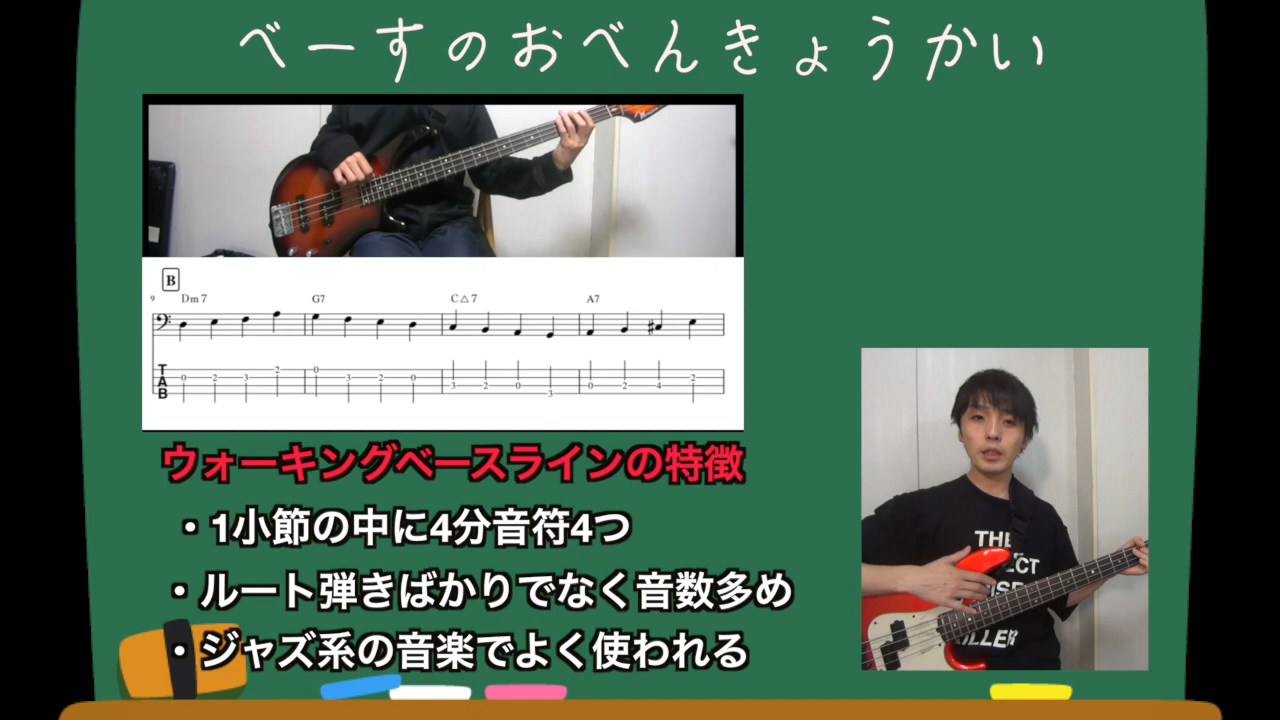 べーすのおべんきょうかい
B
9 Dm7 G7 C△7 A7
T
A
B
0 2 3 2 0 3 2 0 3 2 0 3 0 2 4 2
ウォーキングベースラインの特徴
・1小節の中に4分音符4つ
・ルート弾きばかりでなく音数多め
・ジャズ系の音楽でよく使われる
THE